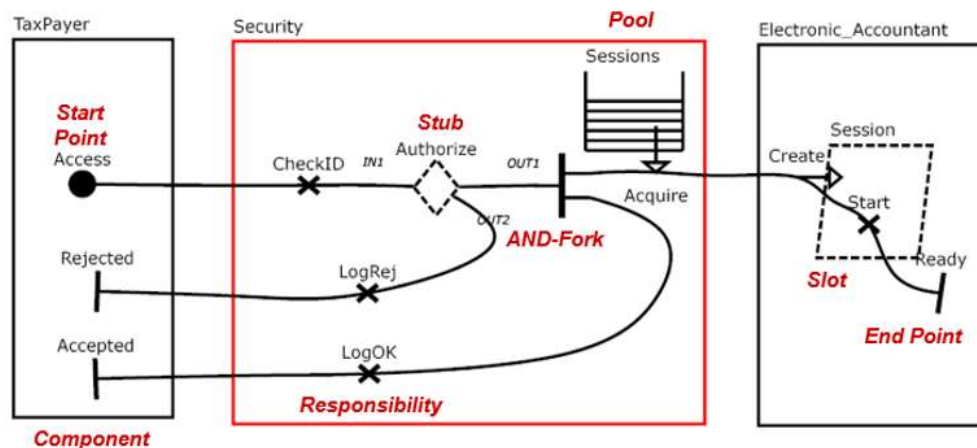 TaxPayer
Security
Pool
Electronic_Accountant
Sessions
Start
Point
Access
Stub
Authorize
CheckID
IN1
OUT1
OUT2
AND-Fork
Acquire
Create
Session
Start
Slot
Ready
End Point
Rejected
LogRej
Accepted
LogOK
Responsibility
Component